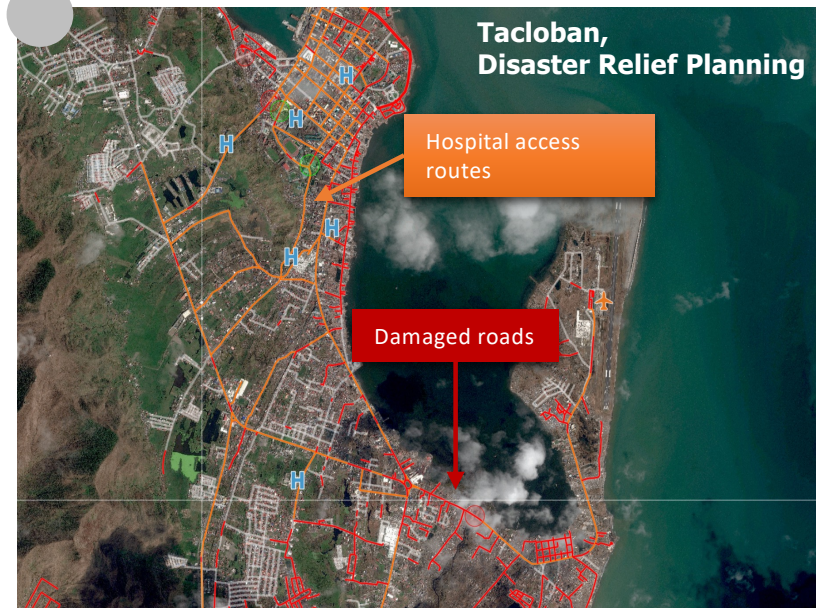 Tacloban,
Disaster Relief Planning
H
H
H
Hospital access
routes
H
H
Damaged roads
H